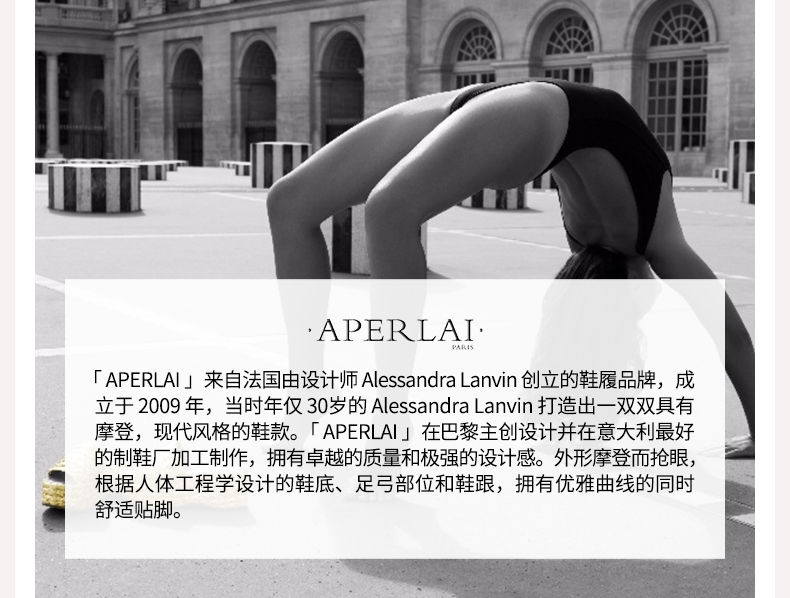 ·APERLAI·
PARIS
「 APERLAI 」来自法国由设计师 Alessandra Lanvin 创立的鞋履品牌，成
立于 2009 年，当时年仅 30岁的 Alessandra Lanvin 打造出一双双具有
摩登，现代风格的鞋款。「 APERLAI 」在巴黎主创设计并在意大利最好
的制鞋厂加工制作，拥有卓越的质量和极强的设计感。外形摩登而抢眼，
根据人体工程学设计的鞋底、足弓部位和鞋跟，拥有优雅曲线的同时
舒适贴脚。